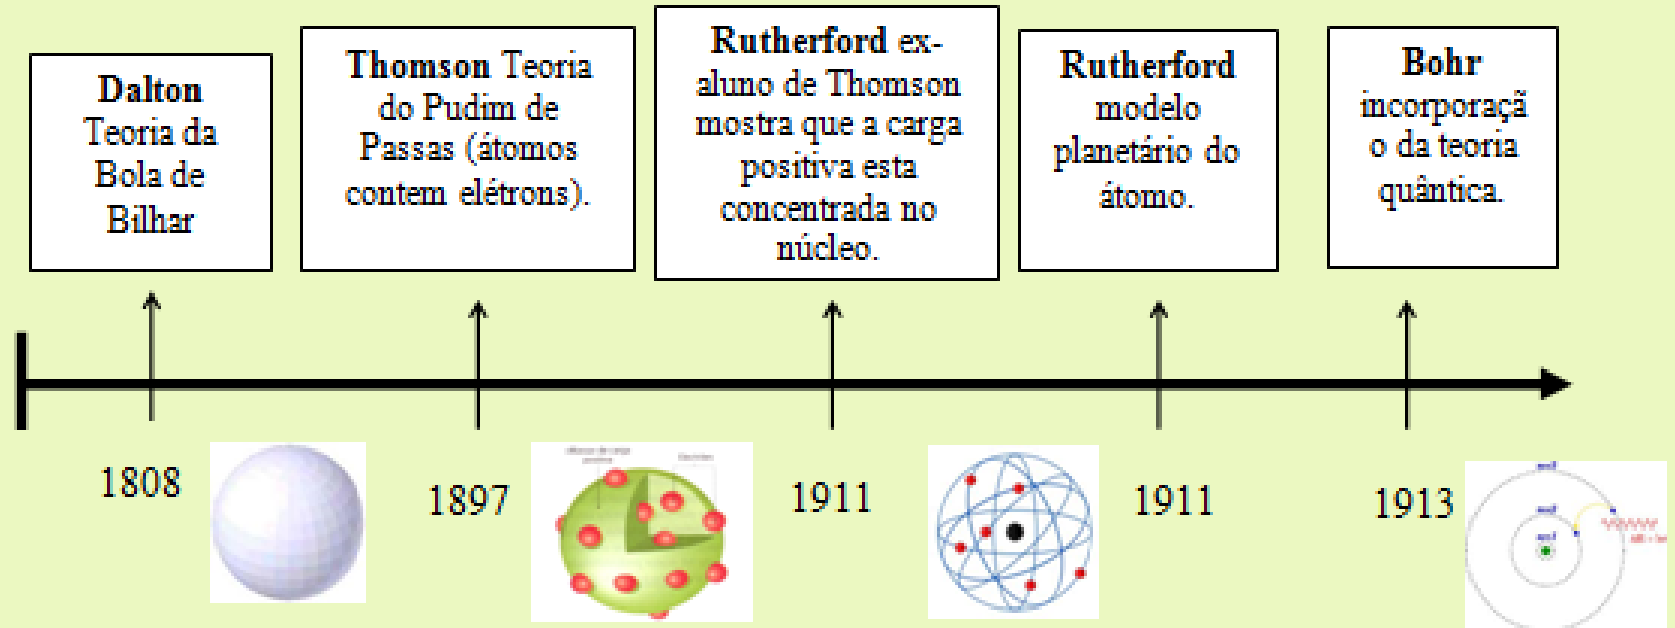 Dalton
Teoria da
Bola de
Bilhar
Thomson Teoria
do Pudim de
Passas (átomos
contem elétrons).
Rutherford ex-
aluno de Thomson
mostra que a carga
positiva esta
concentrada no
núcleo.
Rutherford
modelo
planetário do
átomo.
Bohr
incorporaçã
o da teoria
quântica.
1808
1897
1911
1911
1913